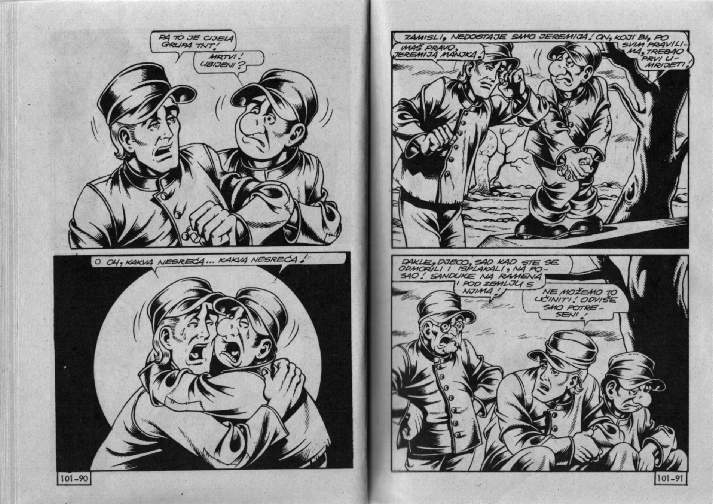 PA TO JE CIJELA
GRUPA TNT!
MRTVI!
UBIJENI?
O OH, KAKVA NESREĆA... KAKVA NESREĆA!
101-90
ZAMISLI, NEDOSTAJE SAMO JEREMIJA! ON, KOJI BI, PO
SVIM PRAVILI-
MA, TREBAO
PRVI U-
MRIJETI.
IMAŠ PRAVO,
JEREMIJA MANJKA!
DAKLE, DJECO, SAD KAD STE SE
ODMORILI I ISPLAKALI, NA PO-
SAO! SANDUKE NA RAMENA
I POD ZEMLJU S
NJIMA!
NE MOŽEMO TO
UČINITI! ODVIŠE
SMO POTRE-
SENI!
101-91